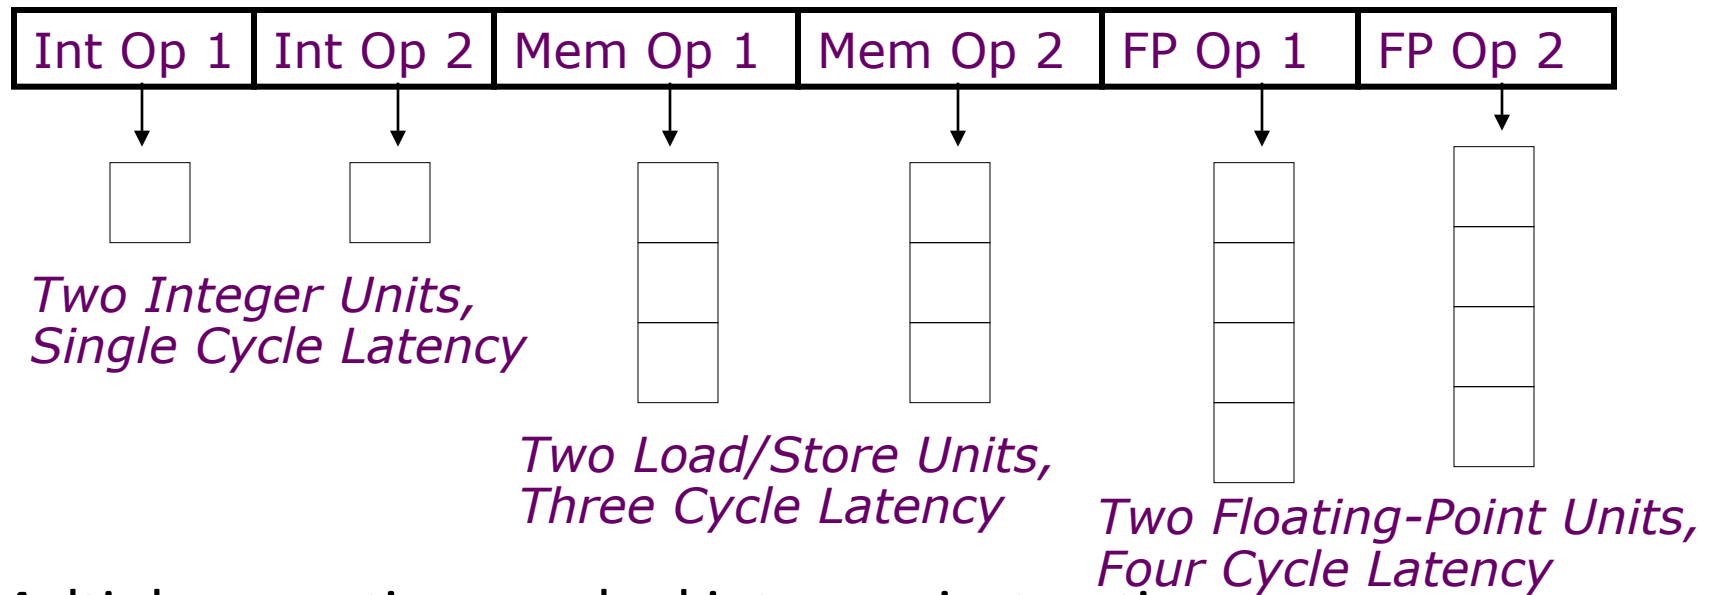 Int Op 1 Int Op 2 Mem Op 1 Mem Op 2 FP Op 1 FP Op 2
Two Integer Units,
Single Cycle Latency
Two Load/Store Units,
Three Cycle Latency
Two Floating-Point Units,
Four Cycle Latency